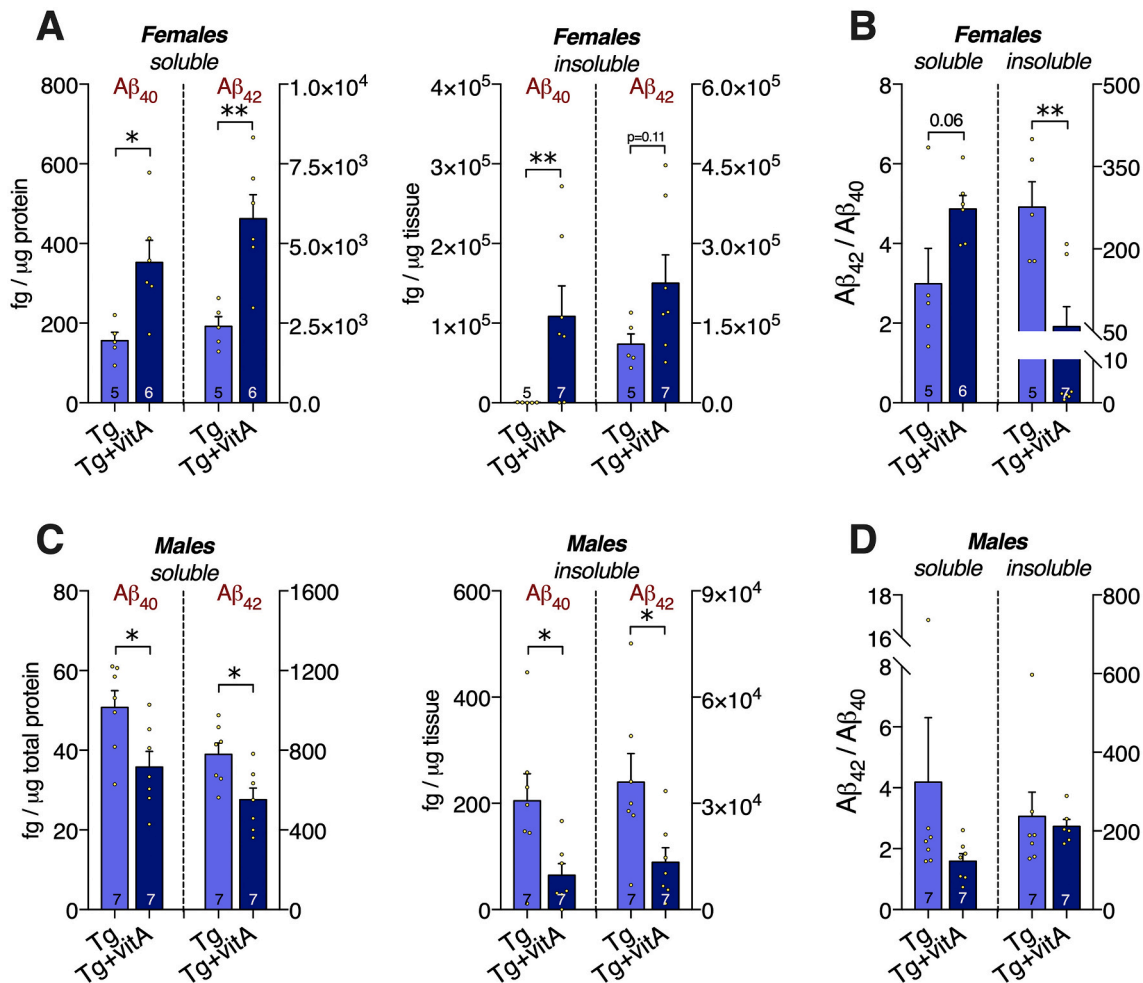 A
Females
soluble
Aβ40
Aβ42
800
600
400
200
0
fg / μg protein
1.0×10^4
7.5×10^3
5.0×10^3
2.5×10^3
0.0
*
**
5
6
5
6
Tg
Tg+vitA
Tg
Tg+vitA
Females
insoluble
Aβ40
Aβ42
4×10^5
3×10^5
2×10^5
1×10^5
0
fg / μg tissue
6.0×10^5
4.5×10^5
3.0×10^5
1.5×10^5
0.0
**
p=0.11
5
7
5
7
Tg
Tg+vitA
Tg
Tg+vitA
B
Females
soluble
insoluble
8
6
4
2
0
Aβ42 / Aβ40
500
350
200
50
10
0
0.06
**
5
6
5
7
Tg
Tg+vitA
Tg
Tg+vitA
C
Males
soluble
Aβ40
Aβ42
80
60
40
20
0
fg / μg total protein
1600
1200
800
400
0
*
*
7
7
7
7
Tg
Tg+vitA
Tg
Tg+vitA
Males
insoluble
Aβ40
Aβ42
600
400
200
0
fg / μg tissue
9×10^4
6×10^4
3×10^4
0
*
*
7
7
7
7
Tg
Tg+vitA
Tg
Tg+vitA
D
Males
soluble
insoluble
18
16
8
6
4
2
0
Aβ42 / Aβ40
800
600
400
200
0
7
7
7
7
Tg
Tg+vitA
Tg
Tg+vitA